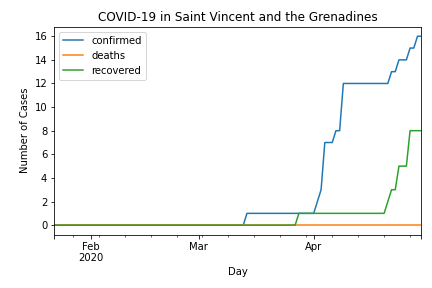 COVID-19 in Saint Vincent and the Grenadines
confirmed
deaths
recovered
Number of Cases
16
14
12
10
8
6
4
2
0
Feb
2020
Mar
Apr
Day